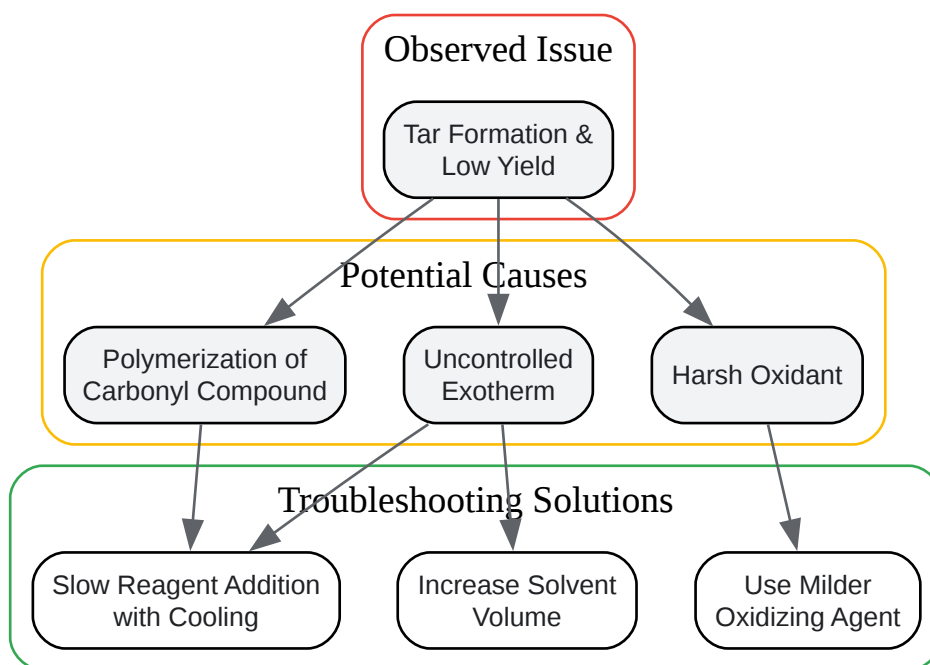 Observed Issue
Tar Formation &
Low Yield
Potential Causes
Polymerization of
Carbonyl Compound
Uncontrolled
Exotherm
Harsh Oxidant
Troubleshooting Solutions
Slow Reagent Addition
with Cooling
Increase Solvent
Volume
Use Milder
Oxidizing Agent